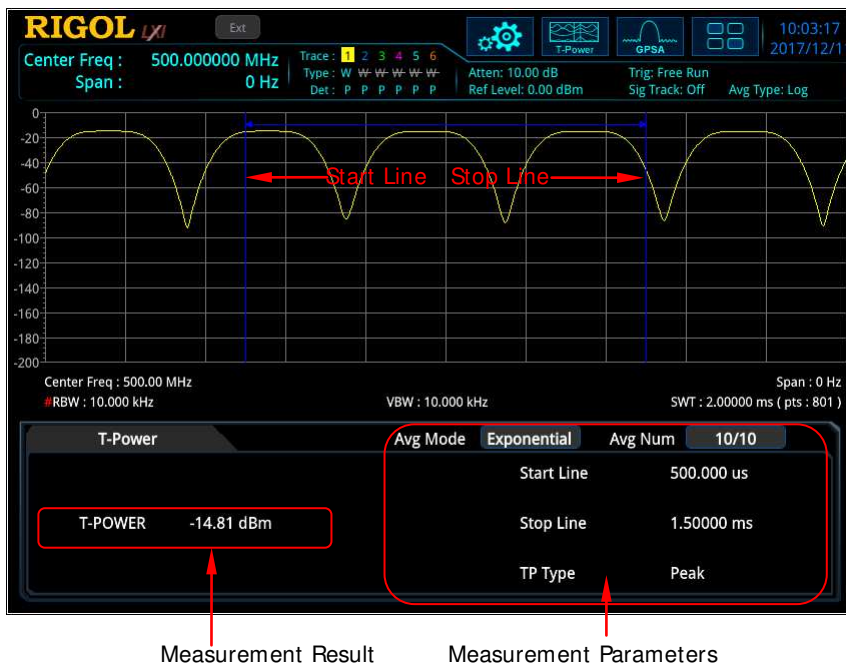 RIGOL LXI Ext 10:03:17
2017/12/1
Center Freq : 500.000000 MHz
Span : 0 Hz
Trace : 1 2 3 4 5 6
Type : W W W W W W
Det : P P P P P P
T-Power GPSA
Atten: 10.00 dB Trig: Free Run
Ref Level: 0.00 dBm Sig Track: Off Avg Type: Log
0
-20
-40
-60
-80
-100
-120
-140
-160
-180
-200
Start Line Stop Line
Center Freq : 500.00 MHz Span : 0 Hz
#RBW : 10.000 kHz VBW : 10.000 kHz SWT : 2.00000 ms ( pts : 801 )
T-Power Avg Mode Exponential Avg Num 10/10
Start Line 500.000 us
T-POWER -14.81 dBm Stop Line 1.50000 ms
TP Type Peak
Measurement Result Measurement Parameters